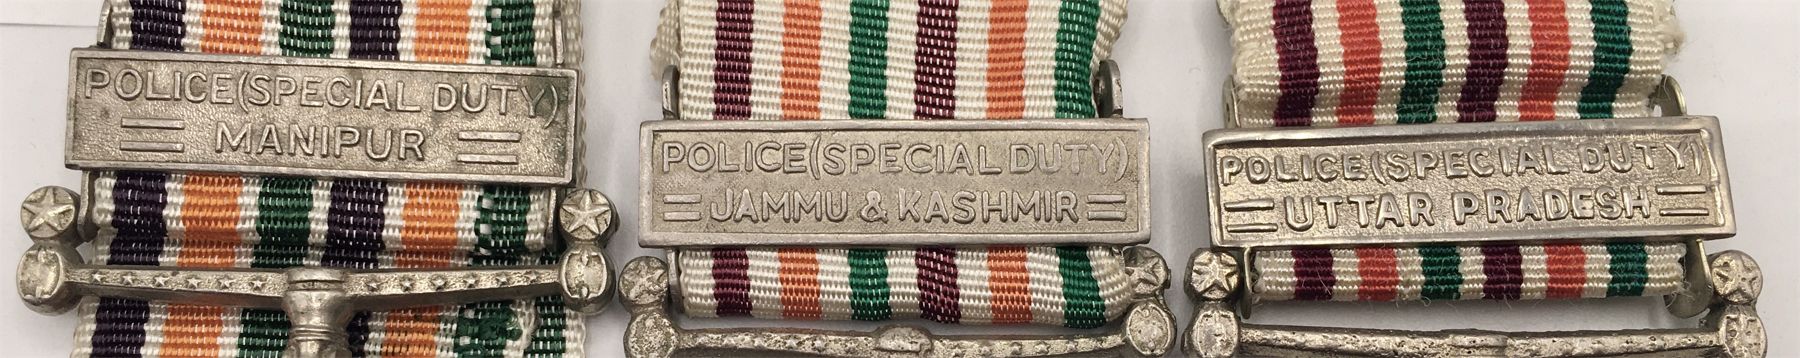 POLICE(SPECIAL DUTY)
MANIPUR
POLICE(SPECIAL DUTY)
JAMMU & KASHMIR
POLICE(SPECIAL DUTY)
UTTAR PRADESH